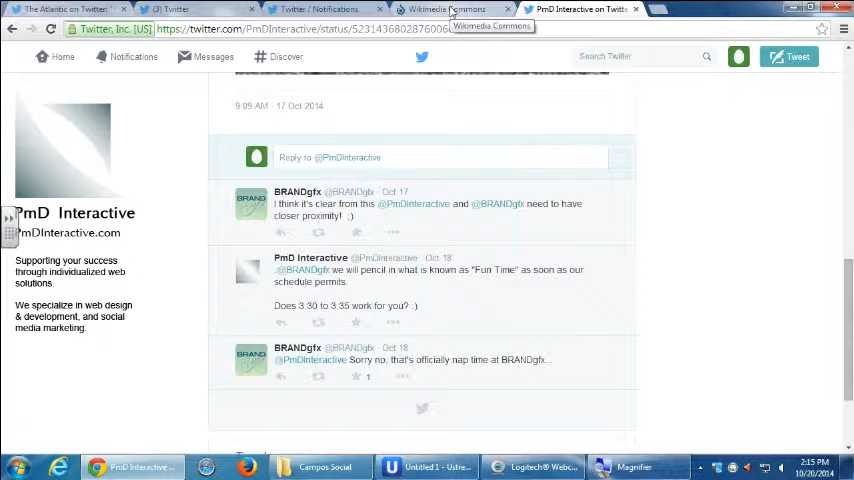 The Atlantic on Twitter: "
(3) Twitter
Twitter / Notifications
Wikimedia Commons
PmD Interactive on Twitte
Twitter, Inc. [US]
https://twitter.com/PmDInteractive/status/52314368028760064
Wikimedia Commons
Home
Notifications
Messages
# Discover
Search Twitter
Tweet
9:09 AM - 17 Oct 2014
Reply to @PmDInteractive
PmD Interactive
PmDInteractive.com
Supporting your success
through individualized web
solutions.
We specialize in web design
& development, and social
media marketing.
BRAND
BRANDgfx @BRANDgfx · Oct 17
I think it's clear from this @PmDInteractive and @BRANDgfx need to have
closer proximity! ;)
PmD Interactive @PmDInteractive · Oct 18
.@BRANDgfx we will pencil in what is known as "Fun Time" as soon as our
schedule permits.
Does 3:30 to 3:35 work for you? :)
BRAND
BRANDgfx @BRANDgfx · Oct 18
@PmDInteractive Sorry no, that's officially nap time at BRANDgfx...
1
PmD Interactive ...
Campos Social
Untitled 1 - Ustre...
Logitech® Webc...
Magnifier
2:15 PM
10/20/2014